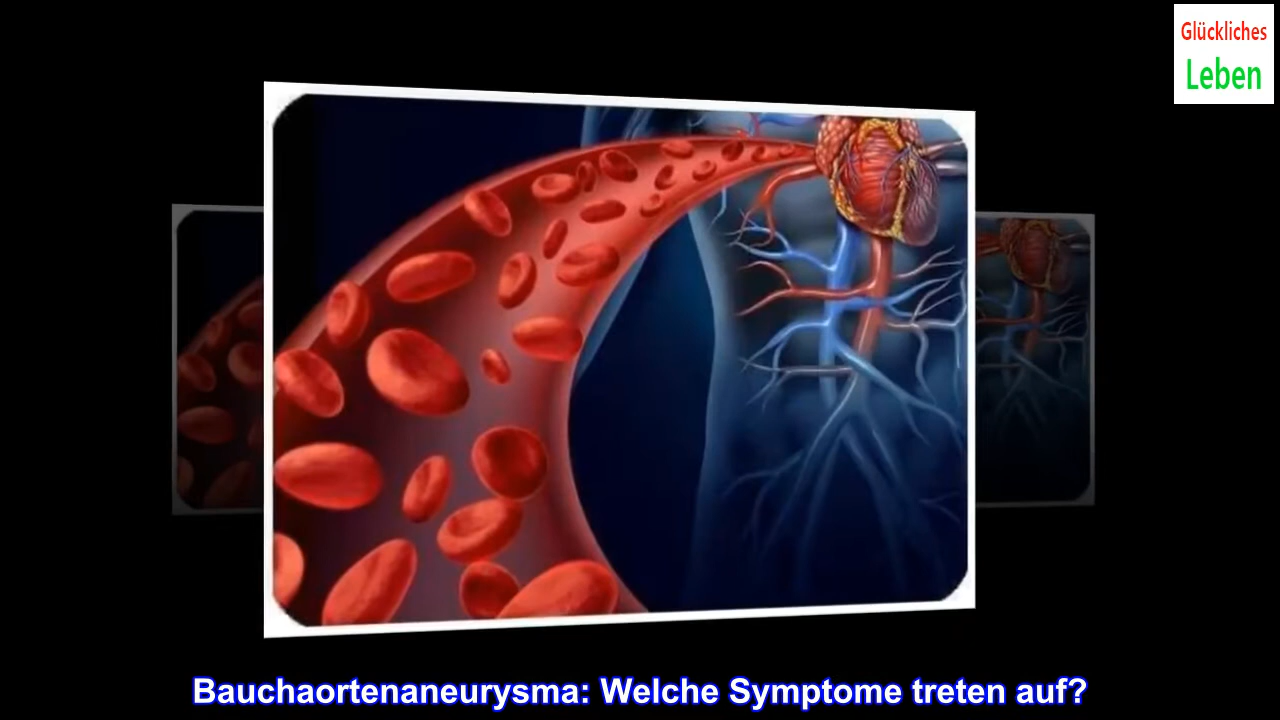 Glückliches
Leben
Bauchaortenaneurysma: Welche Symptome treten auf?